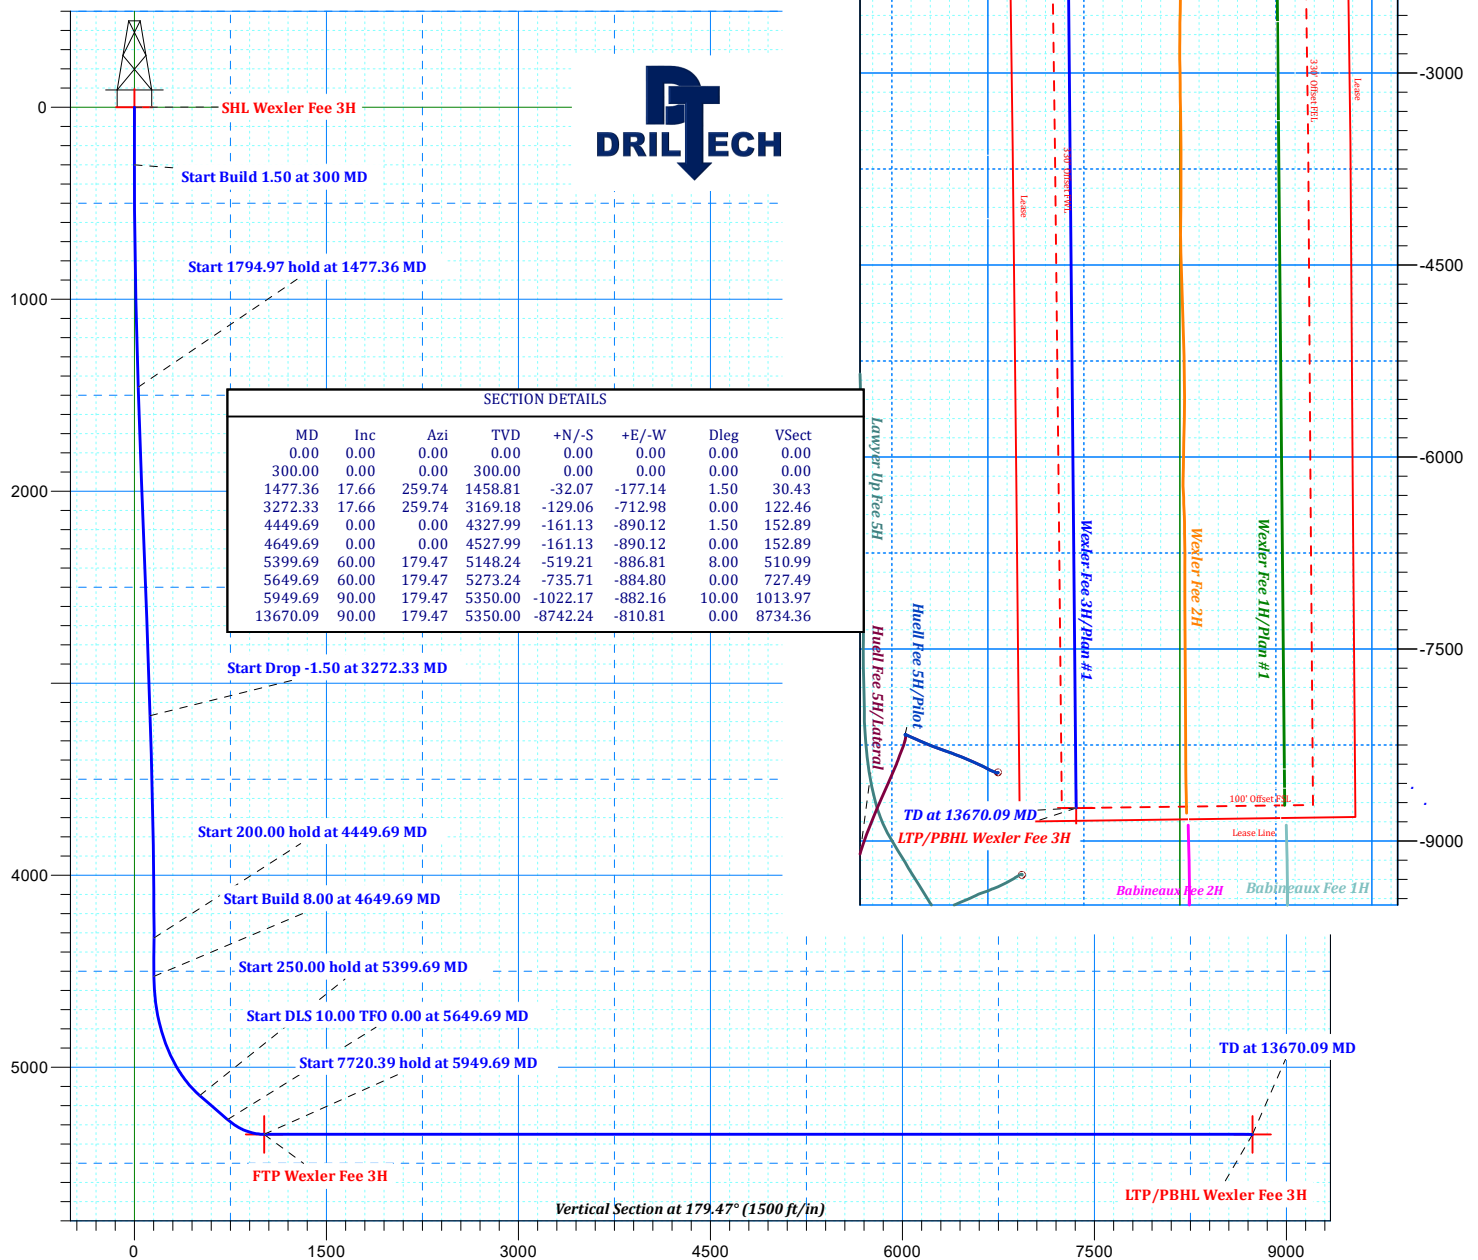 SHL Wexler Fee 3H
Start Build 1.50 at 300 MD
Start 1794.97 hold at 1477.36 MD
DRILTECH
SECTION DETAILS
MD Inc Azi TVD +N/-S +E/-W Dleg VSect
0.00 0.00 0.00 0.00 0.00 0.00 0.00 0.00
300.00 0.00 0.00 300.00 0.00 0.00 0.00 0.00
1477.36 17.66 259.74 1458.81 -32.07 -177.14 1.50 30.43
3272.33 17.66 259.74 3169.18 -129.06 -712.98 0.00 122.46
4449.69 0.00 0.00 4327.99 -161.13 -890.12 1.50 152.89
4649.69 0.00 0.00 4527.99 -161.13 -890.12 0.00 152.89
5399.69 60.00 179.47 5148.24 -519.21 -886.81 8.00 510.99
5649.69 60.00 179.47 5273.24 -735.71 -884.80 0.00 727.49
5949.69 90.00 179.47 5350.00 -1022.17 -882.16 10.00 1013.97
13670.09 90.00 179.47 5350.00 -8742.24 -810.81 0.00 8734.36
Start Drop -1.50 at 3272.33 MD
Start 200.00 hold at 4449.69 MD
Start Build 8.00 at 4649.69 MD
Start 250.00 hold at 5399.69 MD
Start DLS 10.00 TFO 0.00 at 5649.69 MD
Start 7720.39 hold at 5949.69 MD
FTP Wexler Fee 3H
TD at 13670.09 MD
LTP/PBHL Wexler Fee 3H
Vertical Section at 179.47° (1500 ft/in)
0
1000
2000
4000
5000
0
1500
3000
4500
6000
7500
9000
Lease
330' Offset FWL
330' Offset FEL
Lease
Lawyer Up Fee 5H
Huell Fee 5H/Lateral
Huell Fee 5H/Pilot
Wexler Fee 3H/Plan #1
Wexler Fee 2H
Wexler Fee 1H/Plan #1
100' Offset FSL
TD at 13670.09 MD
LTP/PBHL Wexler Fee 3H
Lease Line
Babineaux Fee 2H
Babineaux Fee 1H
-3000
-4500
-6000
-7500
-9000